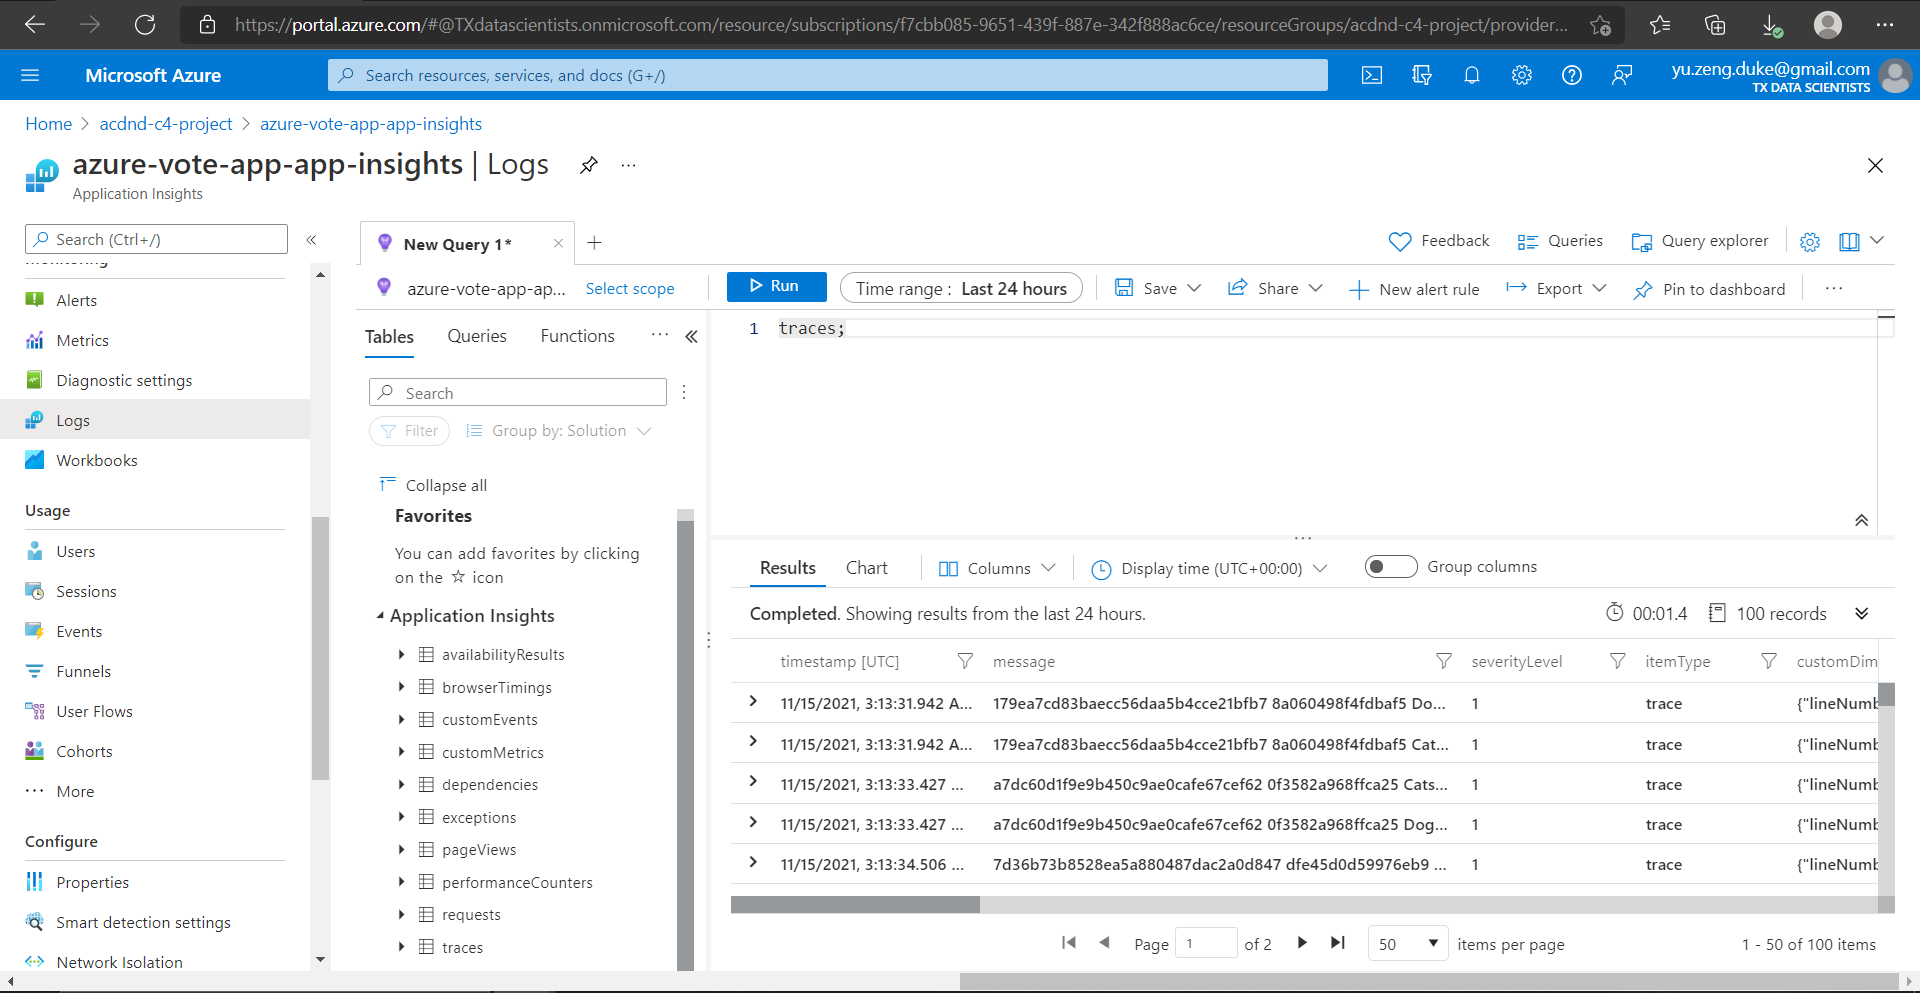 https://portal.azure.com/#@TXdatascientists.onmicrosoft.com/resource/subscriptions/f7cbb085-9651-439f-887e-342f888ac6ce/resourceGroups/acdnd-c4-project/provider...
Microsoft Azure
Search resources, services, and docs (G+/)
yu.zeng.duke@gmail.com
TX DATA SCIENTISTS
Home > acdnd-c4-project > azure-vote-app-app-insights
azure-vote-app-app-insights | Logs
Application Insights
Search (Ctrl+/)
Monitoring
Alerts
Metrics
Diagnostic settings
Logs
Workbooks
Usage
Users
Sessions
Events
Funnels
User Flows
Cohorts
More
Configure
Properties
Smart detection settings
Network Isolation
New Query 1*
Feedback
Queries
Query explorer
azure-vote-app-ap... Select scope
Run
Time range : Last 24 hours
Save
Share
New alert rule
Export
Pin to dashboard
Tables Queries Functions
Search
Filter
Group by: Solution
Collapse all
Favorites
You can add favorites by clicking
on the ☆ icon
Application Insights
availabilityResults
browserTimings
customEvents
customMetrics
dependencies
exceptions
pageViews
performanceCounters
requests
traces
1 traces;
Results Chart Columns Display time (UTC+00:00) Group columns
Completed. Showing results from the last 24 hours. 00:01.4 100 records
timestamp [UTC] message severityLevel itemType customDim
11/15/2021, 3:13:31.942 A... 179ea7cd83baecc56daa5b4cce21bfb7 8a060498f4fdbaf5 Do... 1 trace {"lineNumb
11/15/2021, 3:13:31.942 A... 179ea7cd83baecc56daa5b4cce21bfb7 8a060498f4fdbaf5 Cat... 1 trace {"lineNumb
11/15/2021, 3:13:33.427 ... a7dc60d1f9e9b450c9ae0cafe67cef62 0f3582a968ffca25 Cats... 1 trace {"lineNumb
11/15/2021, 3:13:33.427 ... a7dc60d1f9e9b450c9ae0cafe67cef62 0f3582a968ffca25 Dog... 1 trace {"lineNumb
11/15/2021, 3:13:34.506 ... 7d36b73b8528ea5a880487dac2a0d847 dfe45d0d59976eb9 ... 1 trace {"lineNumb
Page 1 of 2 50 items per page 1 - 50 of 100 items